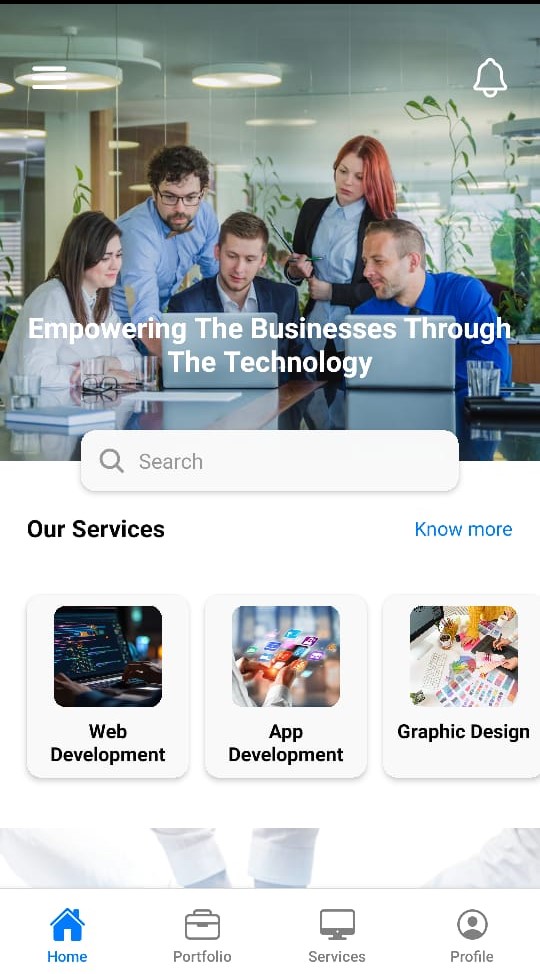 Empowering The Businesses Through
The Technology
Search
Our Services
Know more
Web
Development
App
Development
Graphic Design
Home
Portfolio
Services
Profile